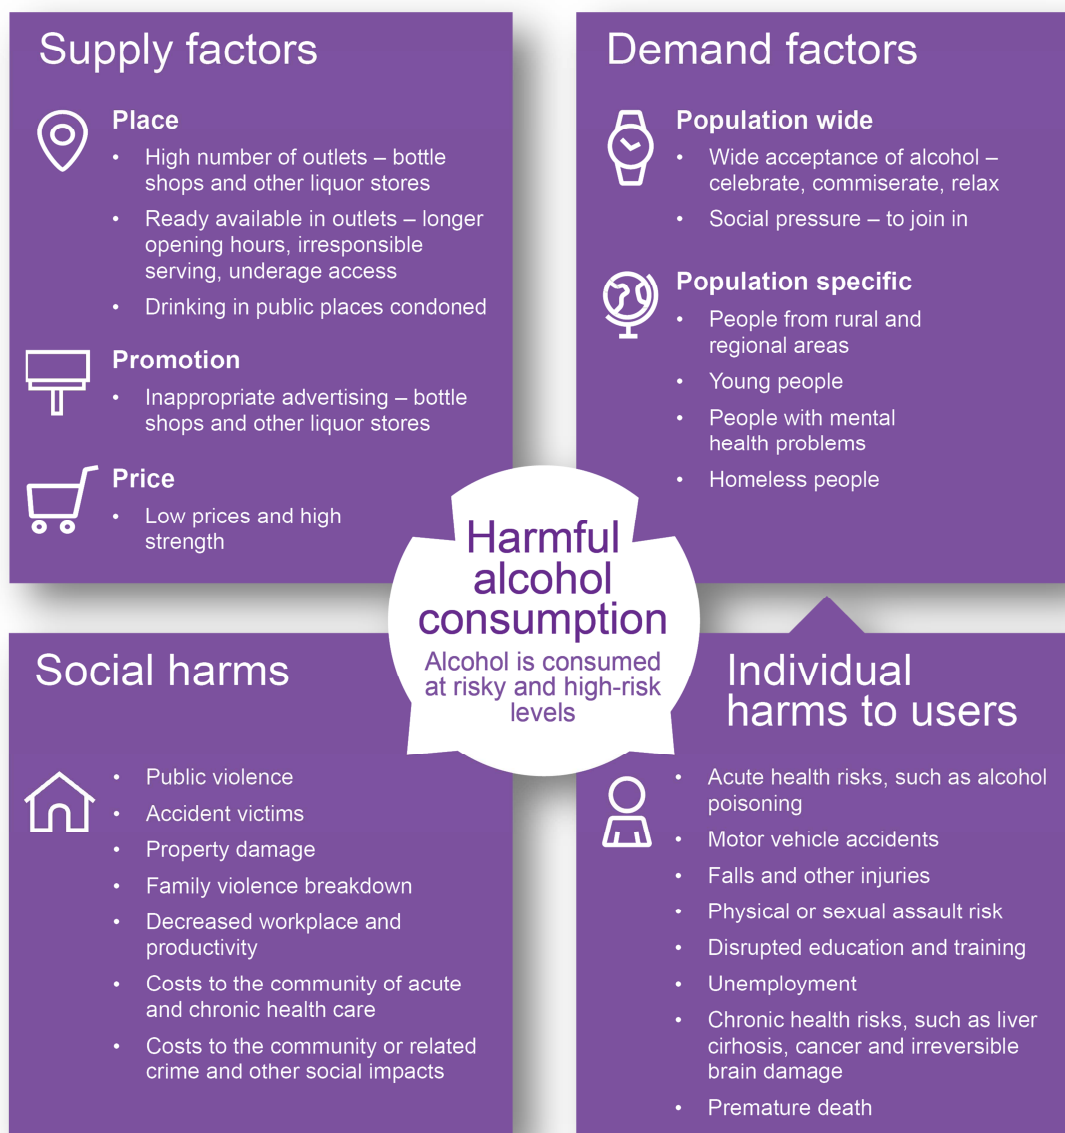 Supply factors
Place
• High number of outlets – bottle
shops and other liquor stores
• Ready available in outlets – longer
opening hours, irresponsible
serving, underage access
• Drinking in public places condoned
Promotion
• Inappropriate advertising – bottle
shops and other liquor stores
Price
• Low prices and high
strength
Demand factors
Population wide
• Wide acceptance of alcohol –
celebrate, commiserate, relax
• Social pressure – to join in
Population specific
• People from rural and
regional areas
• Young people
• People with mental
health problems
• Homeless people
Harmful
alcohol
consumption
Alcohol is consumed
at risky and high-risk
levels
Social harms
• Public violence
• Accident victims
• Property damage
• Family violence breakdown
• Decreased workplace and
productivity
• Costs to the community of acute
and chronic health care
• Costs to the community or related
crime and other social impacts
Individual
harms to users
• Acute health risks, such as alcohol
poisoning
• Motor vehicle accidents
• Falls and other injuries
• Physical or sexual assault risk
• Disrupted education and training
• Unemployment
• Chronic health risks, such as liver
cirhosis, cancer and irreversible
brain damage
• Premature death